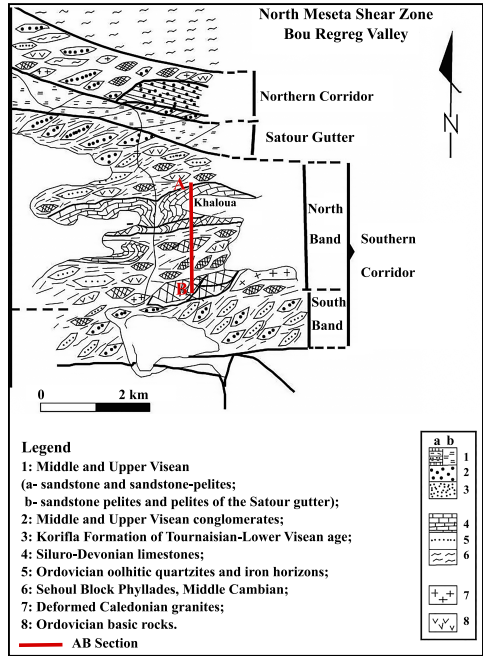 North Meseta Shear Zone
Bou Regreg Valley
Northern Corridor
N
Satour Gutter
A
Khaloua
North
Band
Southern
Corridor
B
South
Band
0 2 km
Legend
1: Middle and Upper Visean
(a- sandstone and sandstone-pelites;
b- sandstone pelites and pelites of the Satour gutter);
2: Middle and Upper Visean conglomerates;
3: Korifla Formation of Tournaisian-Lower Visean age;
4: Siluro-Devonian limestones;
5: Ordovician oolhitic quartzites and iron horizons;
6: Sehoul Block Phyllades, Middle Cambian;
7: Deformed Caledonian granites;
8: Ordovician basic rocks.
AB Section
a b
1
2
3
4
5
6
7
8